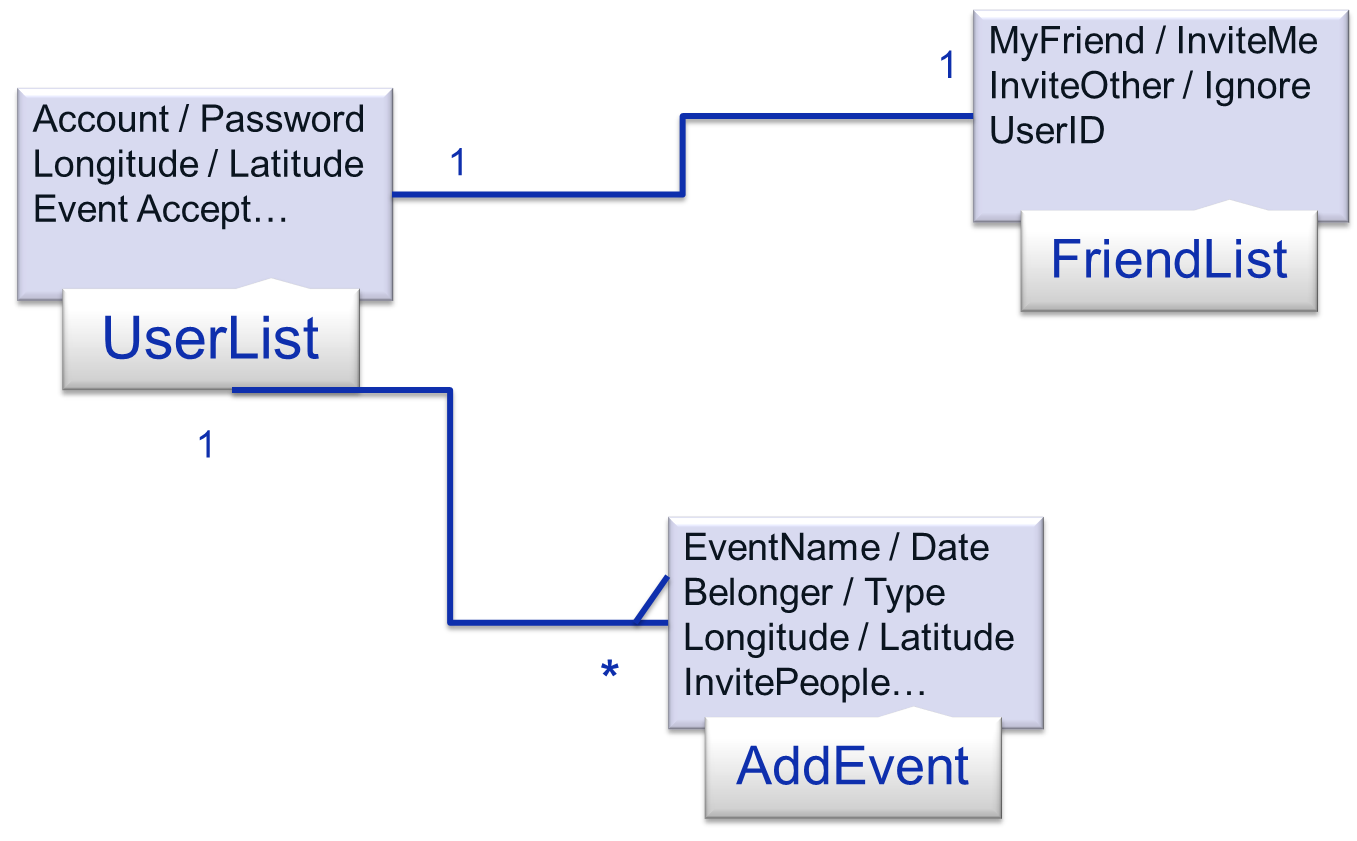 MyFriend / InviteMe
InviteOther / Ignore
UserID
FriendList
1
Account / Password
Longitude / Latitude
Event Accept…
UserList
1
1
EventName / Date
Belonger / Type
Longitude / Latitude
InvitePeople…
AddEvent
*